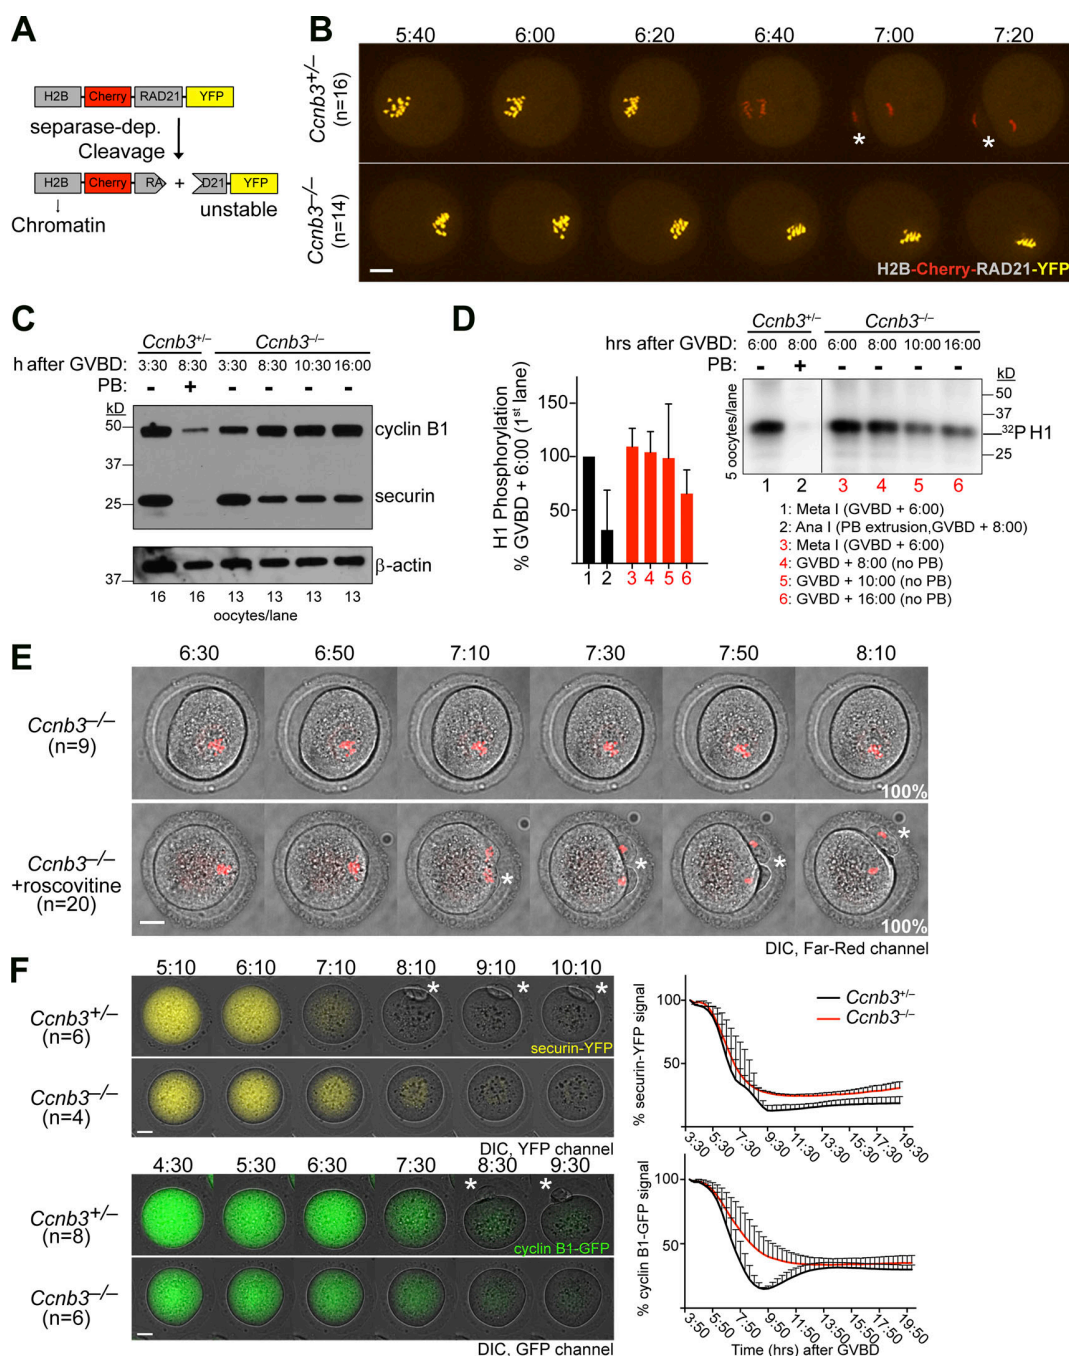 A
H2B Cherry RAD21 YFP
separase-dep.
Cleavage
H2B Cherry RA + D21 YFP
Chromatin
unstable
B
5:40 6:00 6:20 6:40 7:00 7:20
Ccnb3+/–
(n=16)
* *
Ccnb3–/–
(n=14)
H2B-Cherry-RAD21-YFP
C
Ccnb3+/– Ccnb3–/–
h after GVBD: 3:30 8:30 3:30 8:30 10:30 16:00
PB: - + - - - -
kD
50
37
25
cyclin B1
securin
37
β-actin
16 16 13 13 13 13
oocytes/lane
D
H1 Phosphorylation
% GVBD + 6:00 (1st lane)
150
100
50
1 2 3 4 5 6
Ccnb3+/– Ccnb3–/–
hrs after GVBD: 6:00 8:00 6:00 8:00 10:00 16:00
PB: - + - - - -
kD
50
37
25
5 oocytes/lane
32P H1
1 2 3 4 5 6
1: Meta I (GVBD + 6:00)
2: Ana I (PB extrusion,GVBD + 8:00)
3: Meta I (GVBD + 6:00)
4: GVBD + 8:00 (no PB)
5: GVBD + 10:00 (no PB)
6: GVBD + 16:00 (no PB)
E
6:30 6:50 7:10 7:30 7:50 8:10
Ccnb3–/–
(n=9)
100%
Ccnb3–/–
+roscovitine
(n=20)
* * * *
100%
DIC, Far-Red channel
F
5:10 6:10 7:10 8:10 9:10 10:10
Ccnb3+/–
(n=6)
* * *
securin-YFP
Ccnb3–/–
(n=4)
DIC, YFP channel
4:30 5:30 6:30 7:30 8:30 9:30
Ccnb3+/–
(n=8)
* *
cyclin B1-GFP
Ccnb3–/–
(n=6)
DIC, GFP channel
% securin-YFP signal
100
50
Ccnb3+/–
Ccnb3–/–
3:30 5:30 7:30 9:30 11:30 13:30 15:30 17:30 19:30
% cyclin B1-GFP signal
100
50
3:50 5:50 7:50 9:50 11:50 13:50 15:50 17:50 19:50
Time (hrs) after GVBD